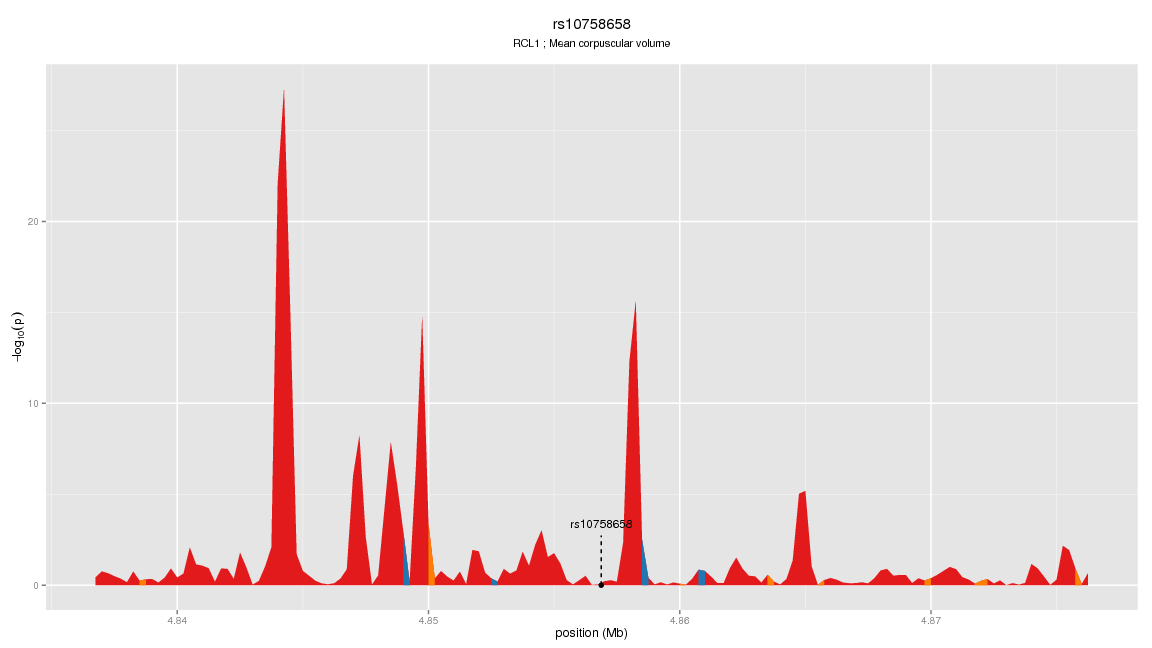 rs10758658
RCL1 ; Mean corpuscular volume
−log10(p)
20
10
0
rs10758658
4.84
4.85
4.86
4.87
position (Mb)